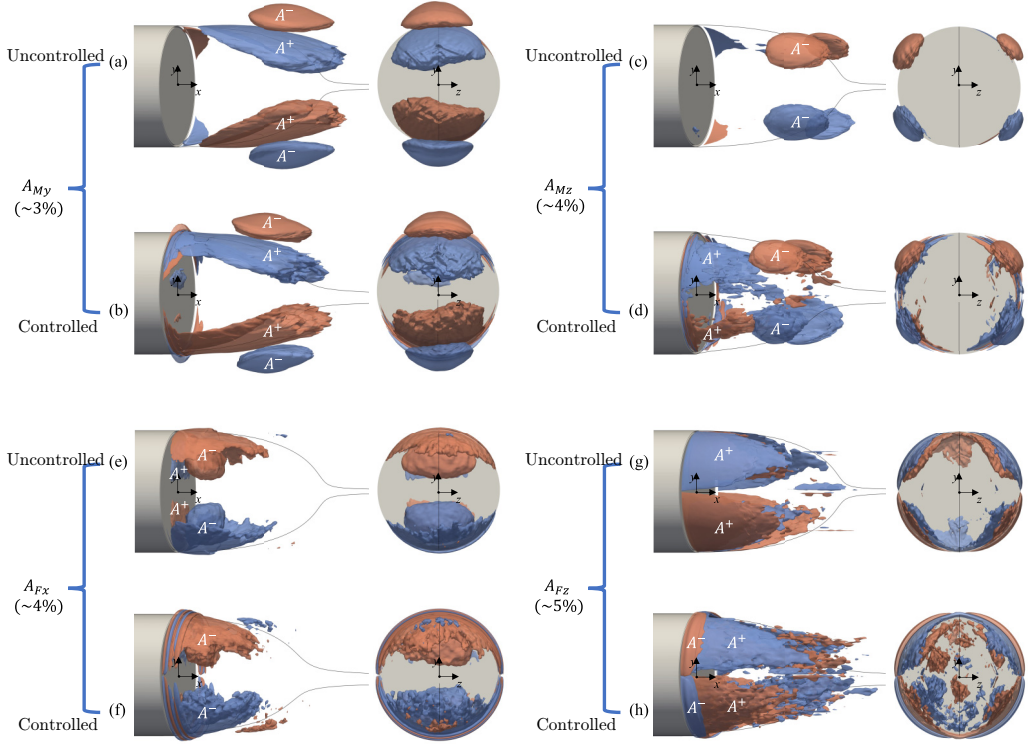 Uncontrolled (a)
A⁻
A⁺
y
x
A⁺
A⁻
y
z
A_My
(~3%)
A⁻
A⁺
y
x
A⁺
A⁻
y
z
Controlled (b)
Uncontrolled (c)
A⁻
y
x
A⁻
y
z
A_Mz
(~4%)
A⁺
A⁻
y
x
A⁺
A⁻
y
z
Controlled (d)
Uncontrolled (e)
A⁻
A⁺
y
x
A⁺
A⁻
y
z
A_Fx
(~4%)
A⁻
y
x
A⁻
y
z
Controlled (f)
Uncontrolled (g)
A⁺
y
x
A⁺
y
z
A_Fz
(~5%)
A⁻ A⁺
y
x
A⁻ A⁺
y
z
Controlled (h)